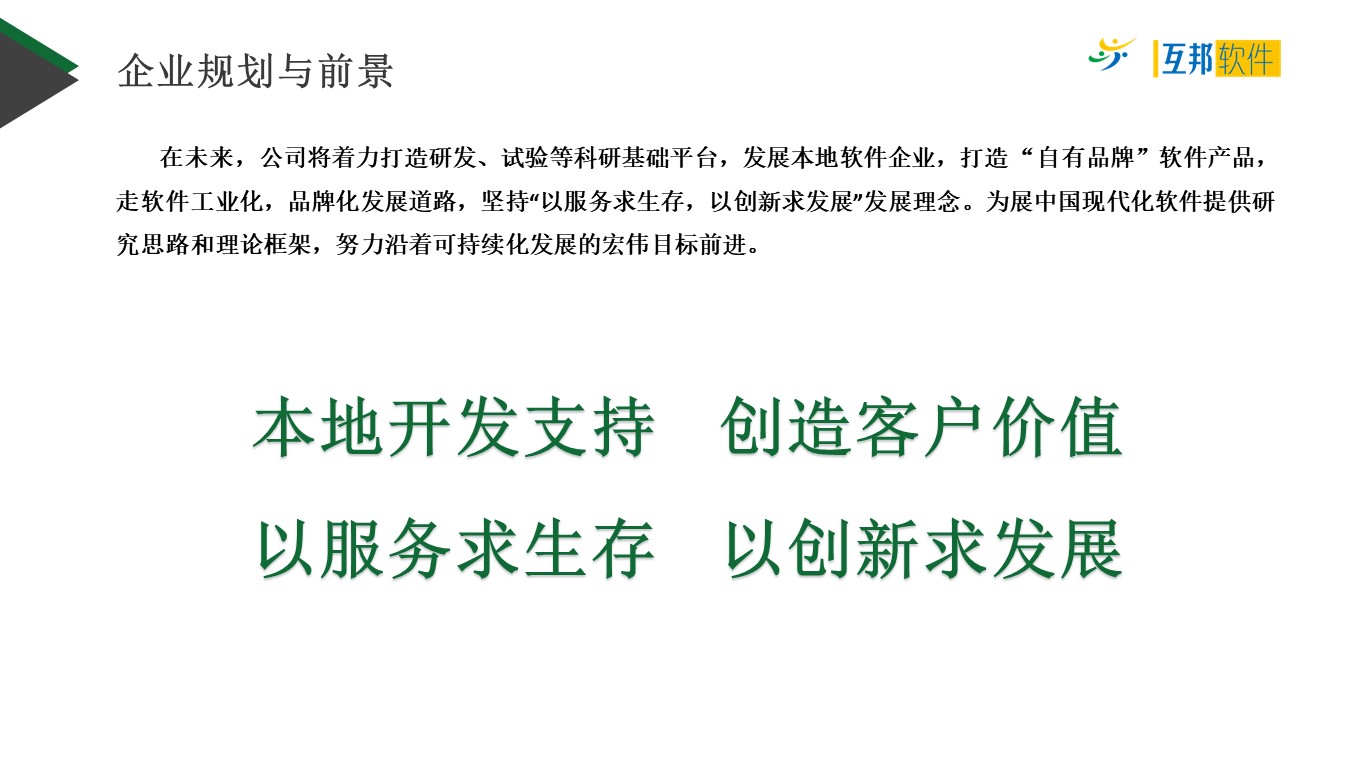 企业规划与前景
互邦软件
在未来，公司将着力打造研发、试验等科研基础平台，发展本地软件企业，打造“自有品牌”软件产品，
走软件工业化，品牌化发展道路，坚持“以服务求生存，以创新求发展”发展理念。为展中国现代化软件提供研
究思路和理论框架，努力沿着可持续化发展的宏伟目标前进。
本地开发支持 创造客户价值
以服务求生存 以创新求发展